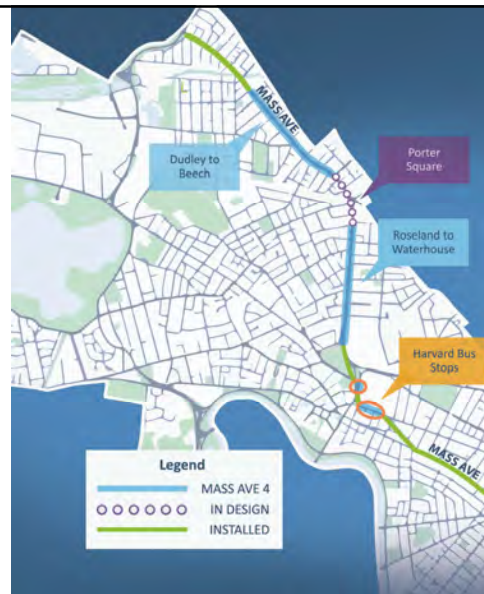 MASS AVE
Dudley to
Beech
Porter
Square
Roseland to
Waterhouse
Harvard Bus
Stops
MASS AVE
Legend
MASS AVE 4
IN DESIGN
INSTALLED